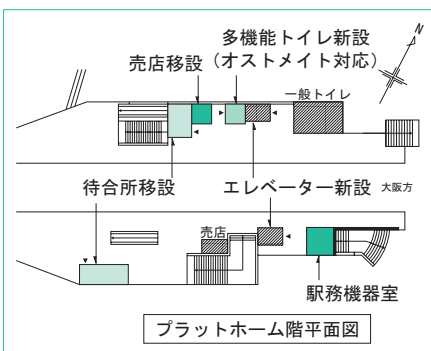 多機能トイレ新設
売店移設（オストメイト対応）
N
一般トイレ
待合所移設
エレベーター新設
大阪方
売店
駅務機器室
プラットホーム階平面図